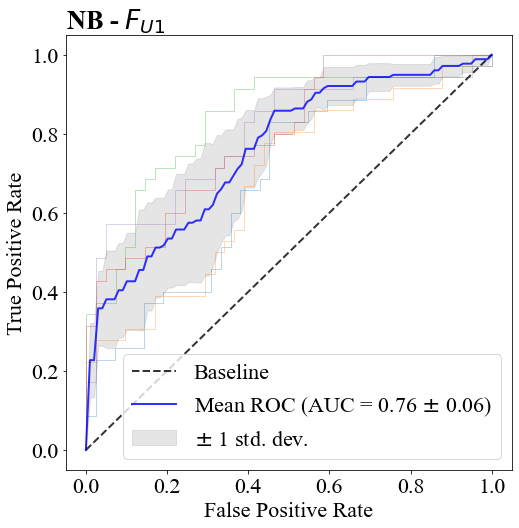 NB - F_{U1}
1.0
0.8
0.6
0.4
0.2
0.0
True Positive Rate
Baseline
Mean ROC (AUC = 0.76 ± 0.06)
± 1 std. dev.
0.0 0.2 0.4 0.6 0.8 1.0
False Positive Rate